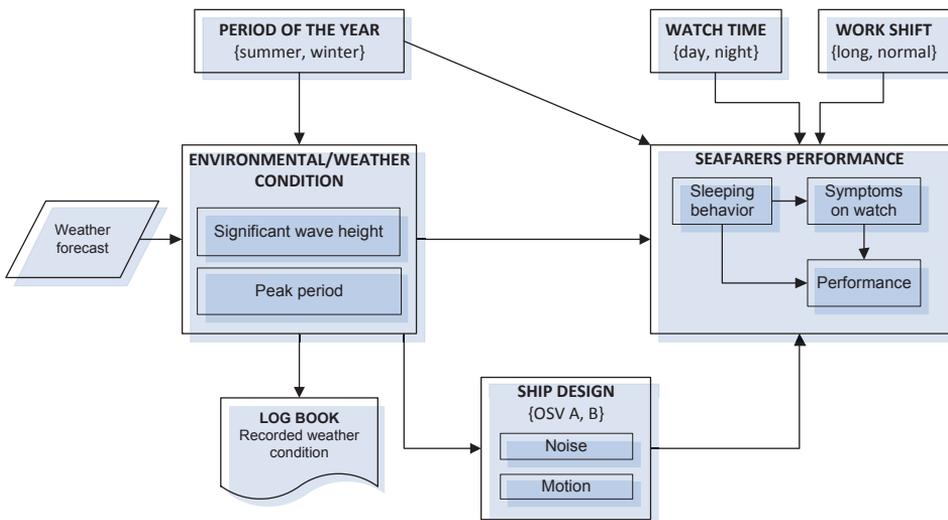 PERIOD OF THE YEAR
{summer, winter}
WATCH TIME
{day, night}
WORK SHIFT
{long, normal}
ENVIRONMENTAL/WEATHER
CONDITION
Significant wave height
Peak period
Weather
forecast
SEAFARERS PERFORMANCE
Sleeping
behavior
Symptoms
on watch
Performance
LOG BOOK
Recorded weather
condition
SHIP DESIGN
{OSV A, B}
Noise
Motion